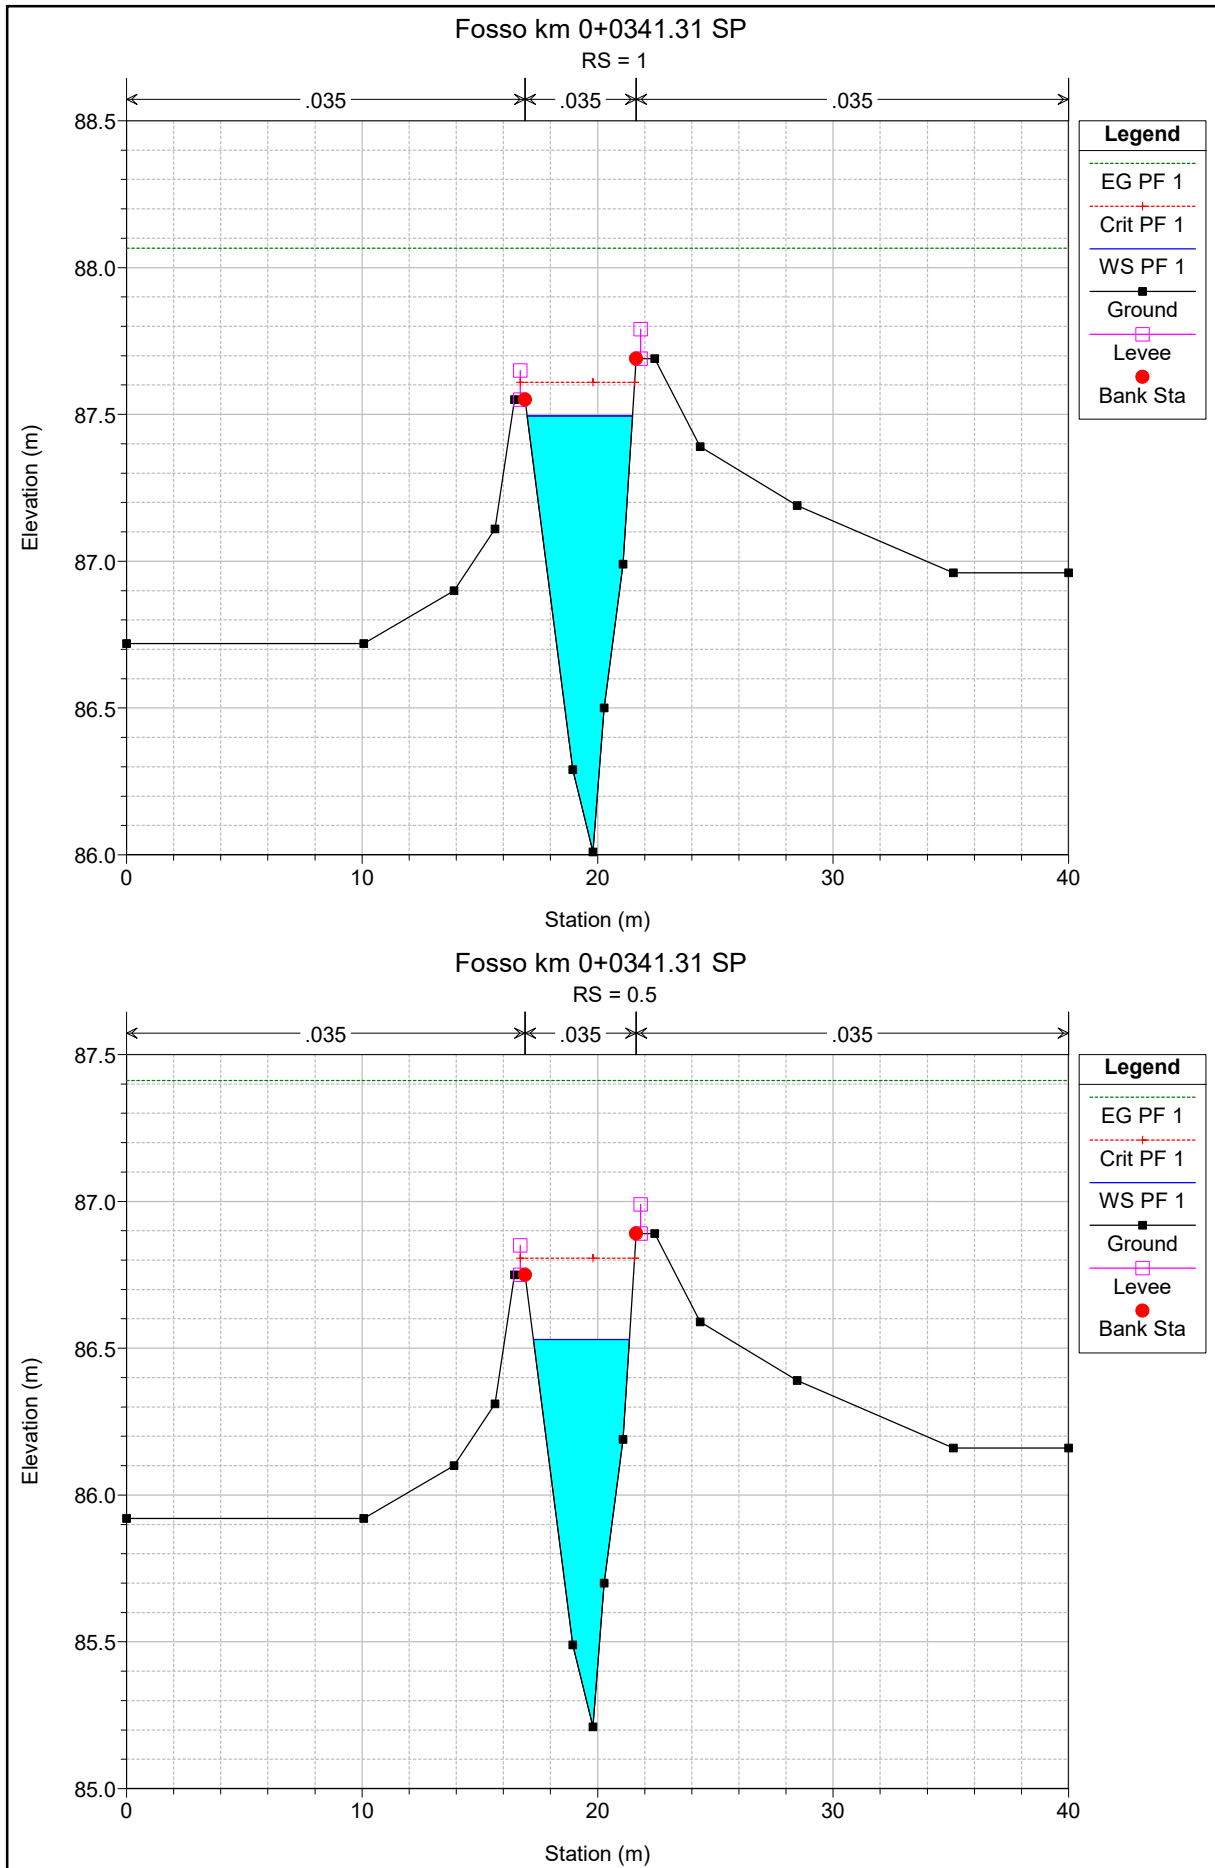 Fosso km 0+0341.31 SP
RS = 1
.035 .035 .035
88.5
88.0
87.5
87.0
86.5
86.0
Elevation (m)
0 10 20 30 40
Station (m)
Legend
EG PF 1
Crit PF 1
WS PF 1
Ground
Levee
Bank Sta
Fosso km 0+0341.31 SP
RS = 0.5
.035 .035 .035
87.5
87.0
86.5
86.0
85.5
85.0
Elevation (m)
0 10 20 30 40
Station (m)
Legend
EG PF 1
Crit PF 1
WS PF 1
Ground
Levee
Bank Sta